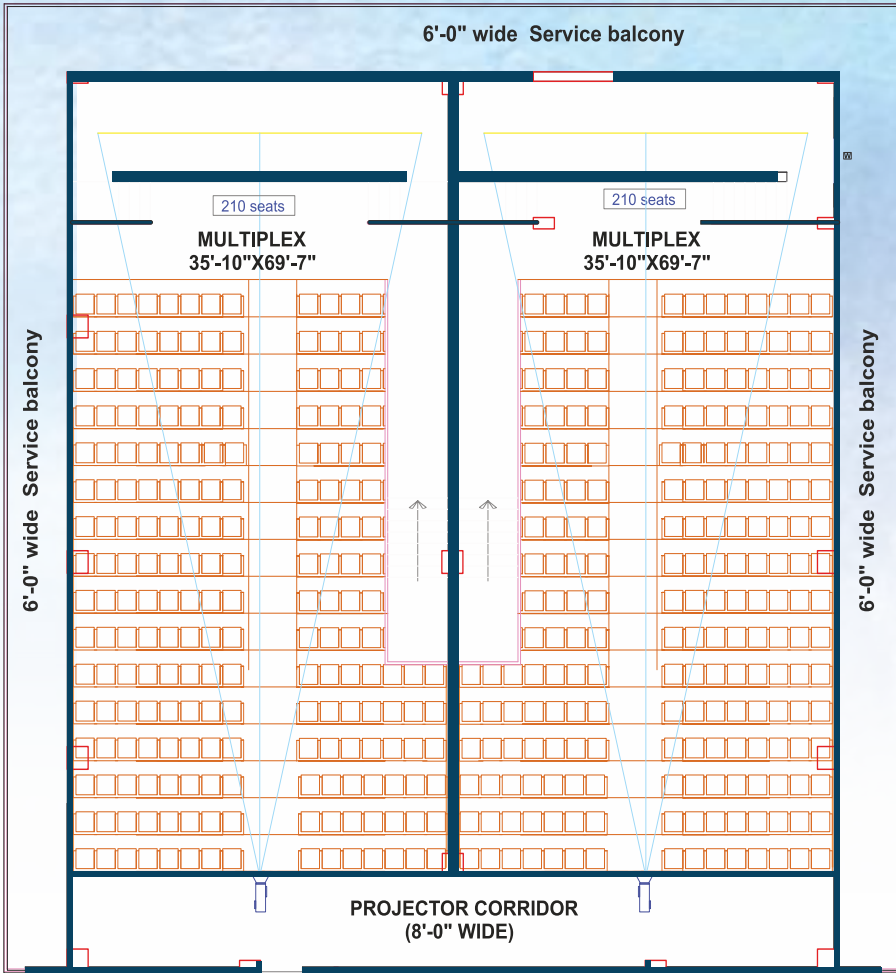 6'-0" wide Service balcony
210 seats
MULTIPLEX
35'-10"X69'-7"
210 seats
MULTIPLEX
35'-10"X69'-7"
W
6'-0" wide Service balcony
6'-0" wide Service balcony
PROJECTOR CORRIDOR
(8'-0" WIDE)